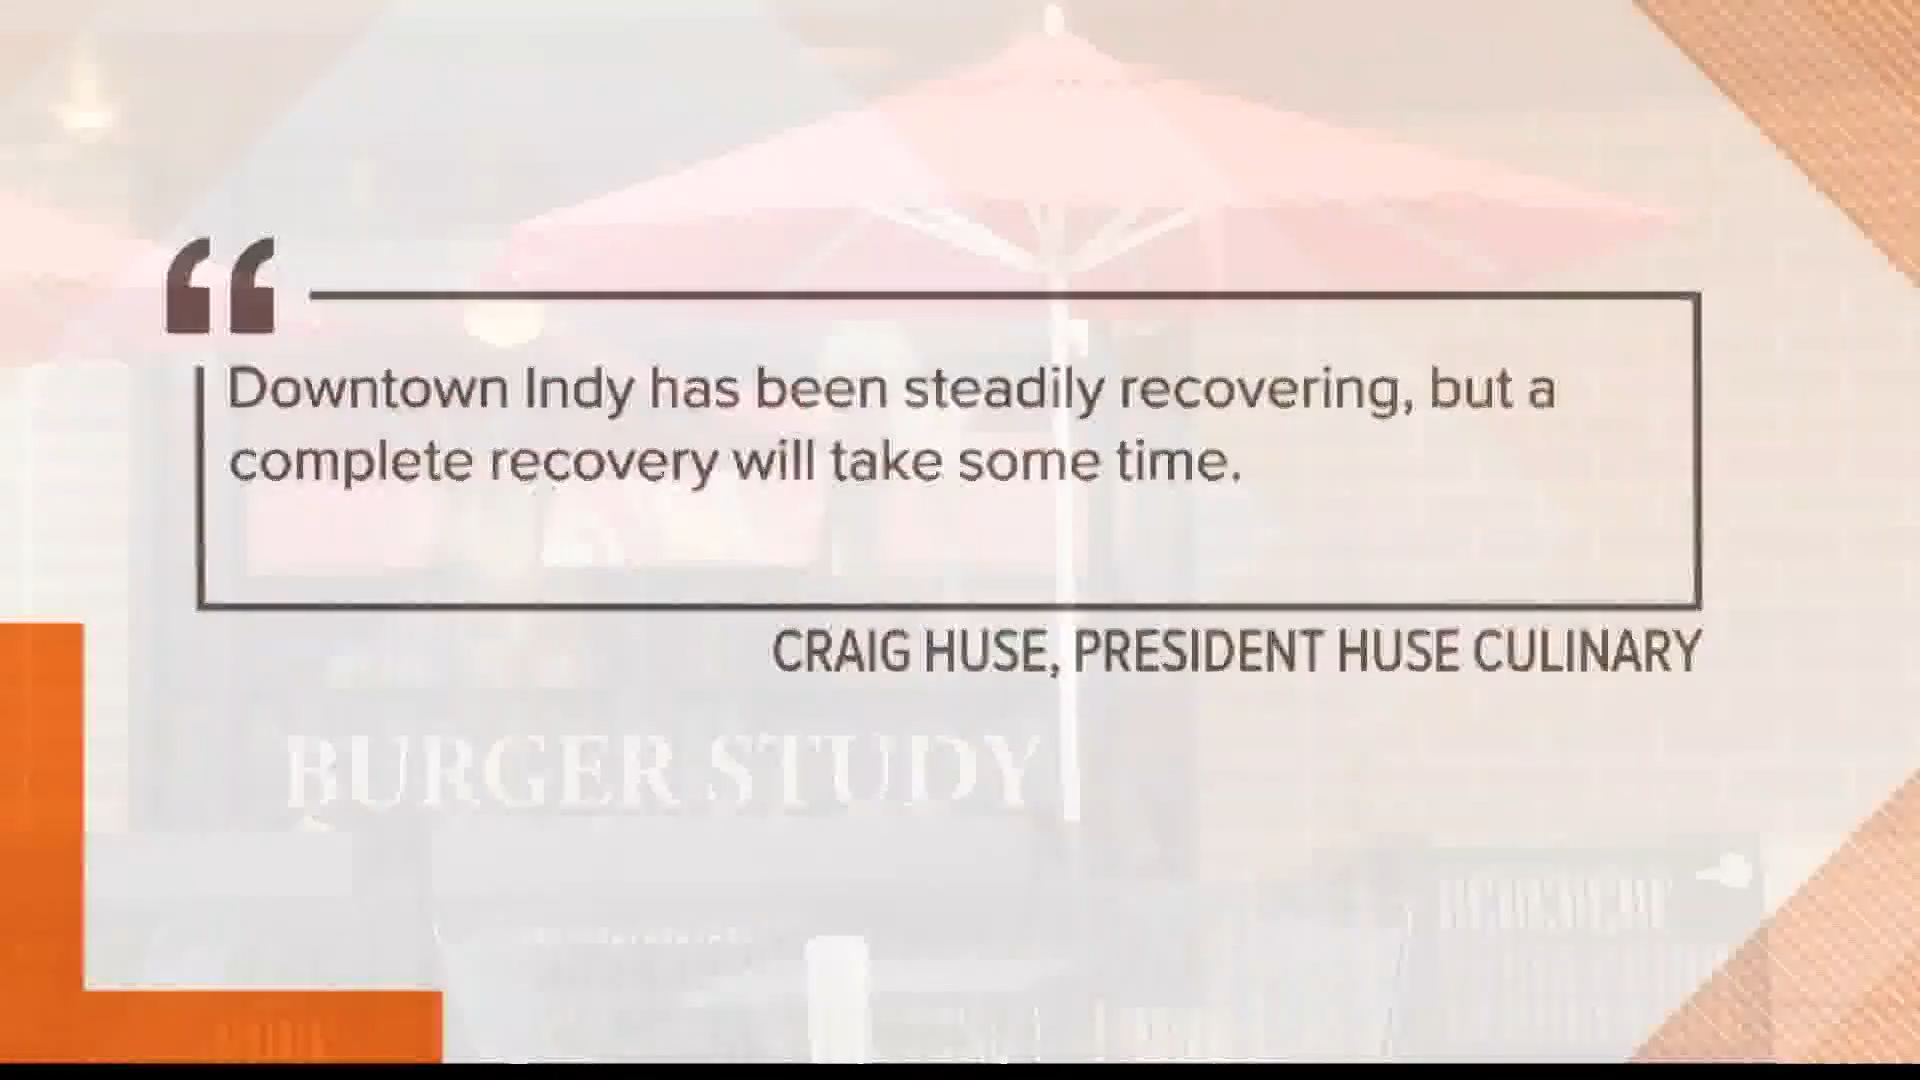 “
Downtown Indy has been steadily recovering, but a
complete recovery will take some time.
CRAIG HUSE, PRESIDENT HUSE CULINARY
BURGER STUDY